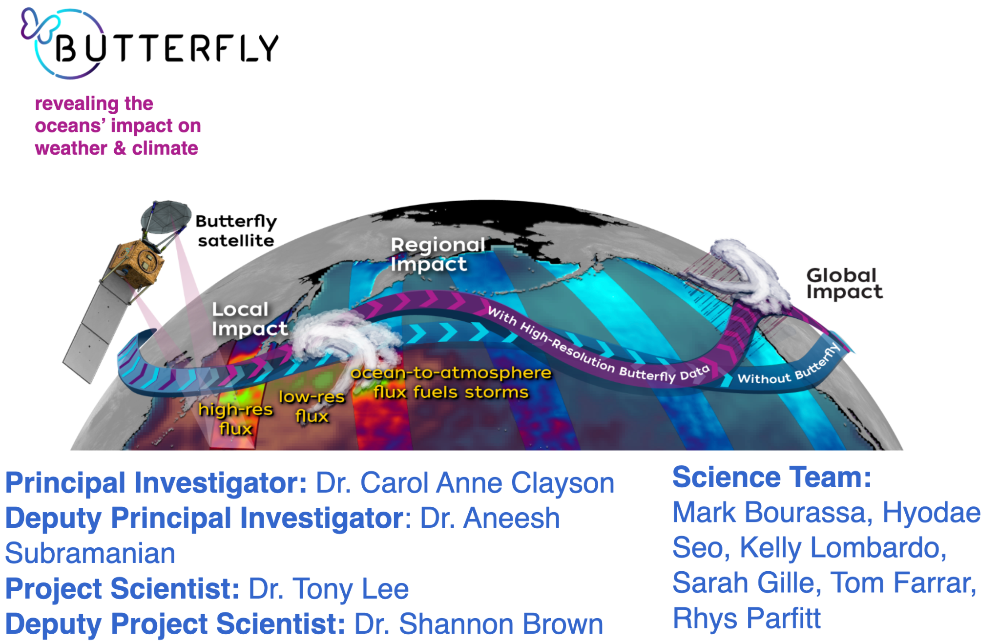 BUTTERFLY
revealing the
oceans’ impact on
weather & climate
Butterfly
satellite
Regional
Impact
Global
Impact
Local
Impact
With High-Resolution Butterfly Data
Without Butterfly
ocean-to-atmosphere
flux fuels storms
low-res
flux
high-res
flux
Principal Investigator: Dr. Carol Anne Clayson
Deputy Principal Investigator: Dr. Aneesh
Subramanian
Project Scientist: Dr. Tony Lee
Deputy Project Scientist: Dr. Shannon Brown
Science Team:
Mark Bourassa, Hyodae
Seo, Kelly Lombardo,
Sarah Gille, Tom Farrar,
Rhys Parfitt